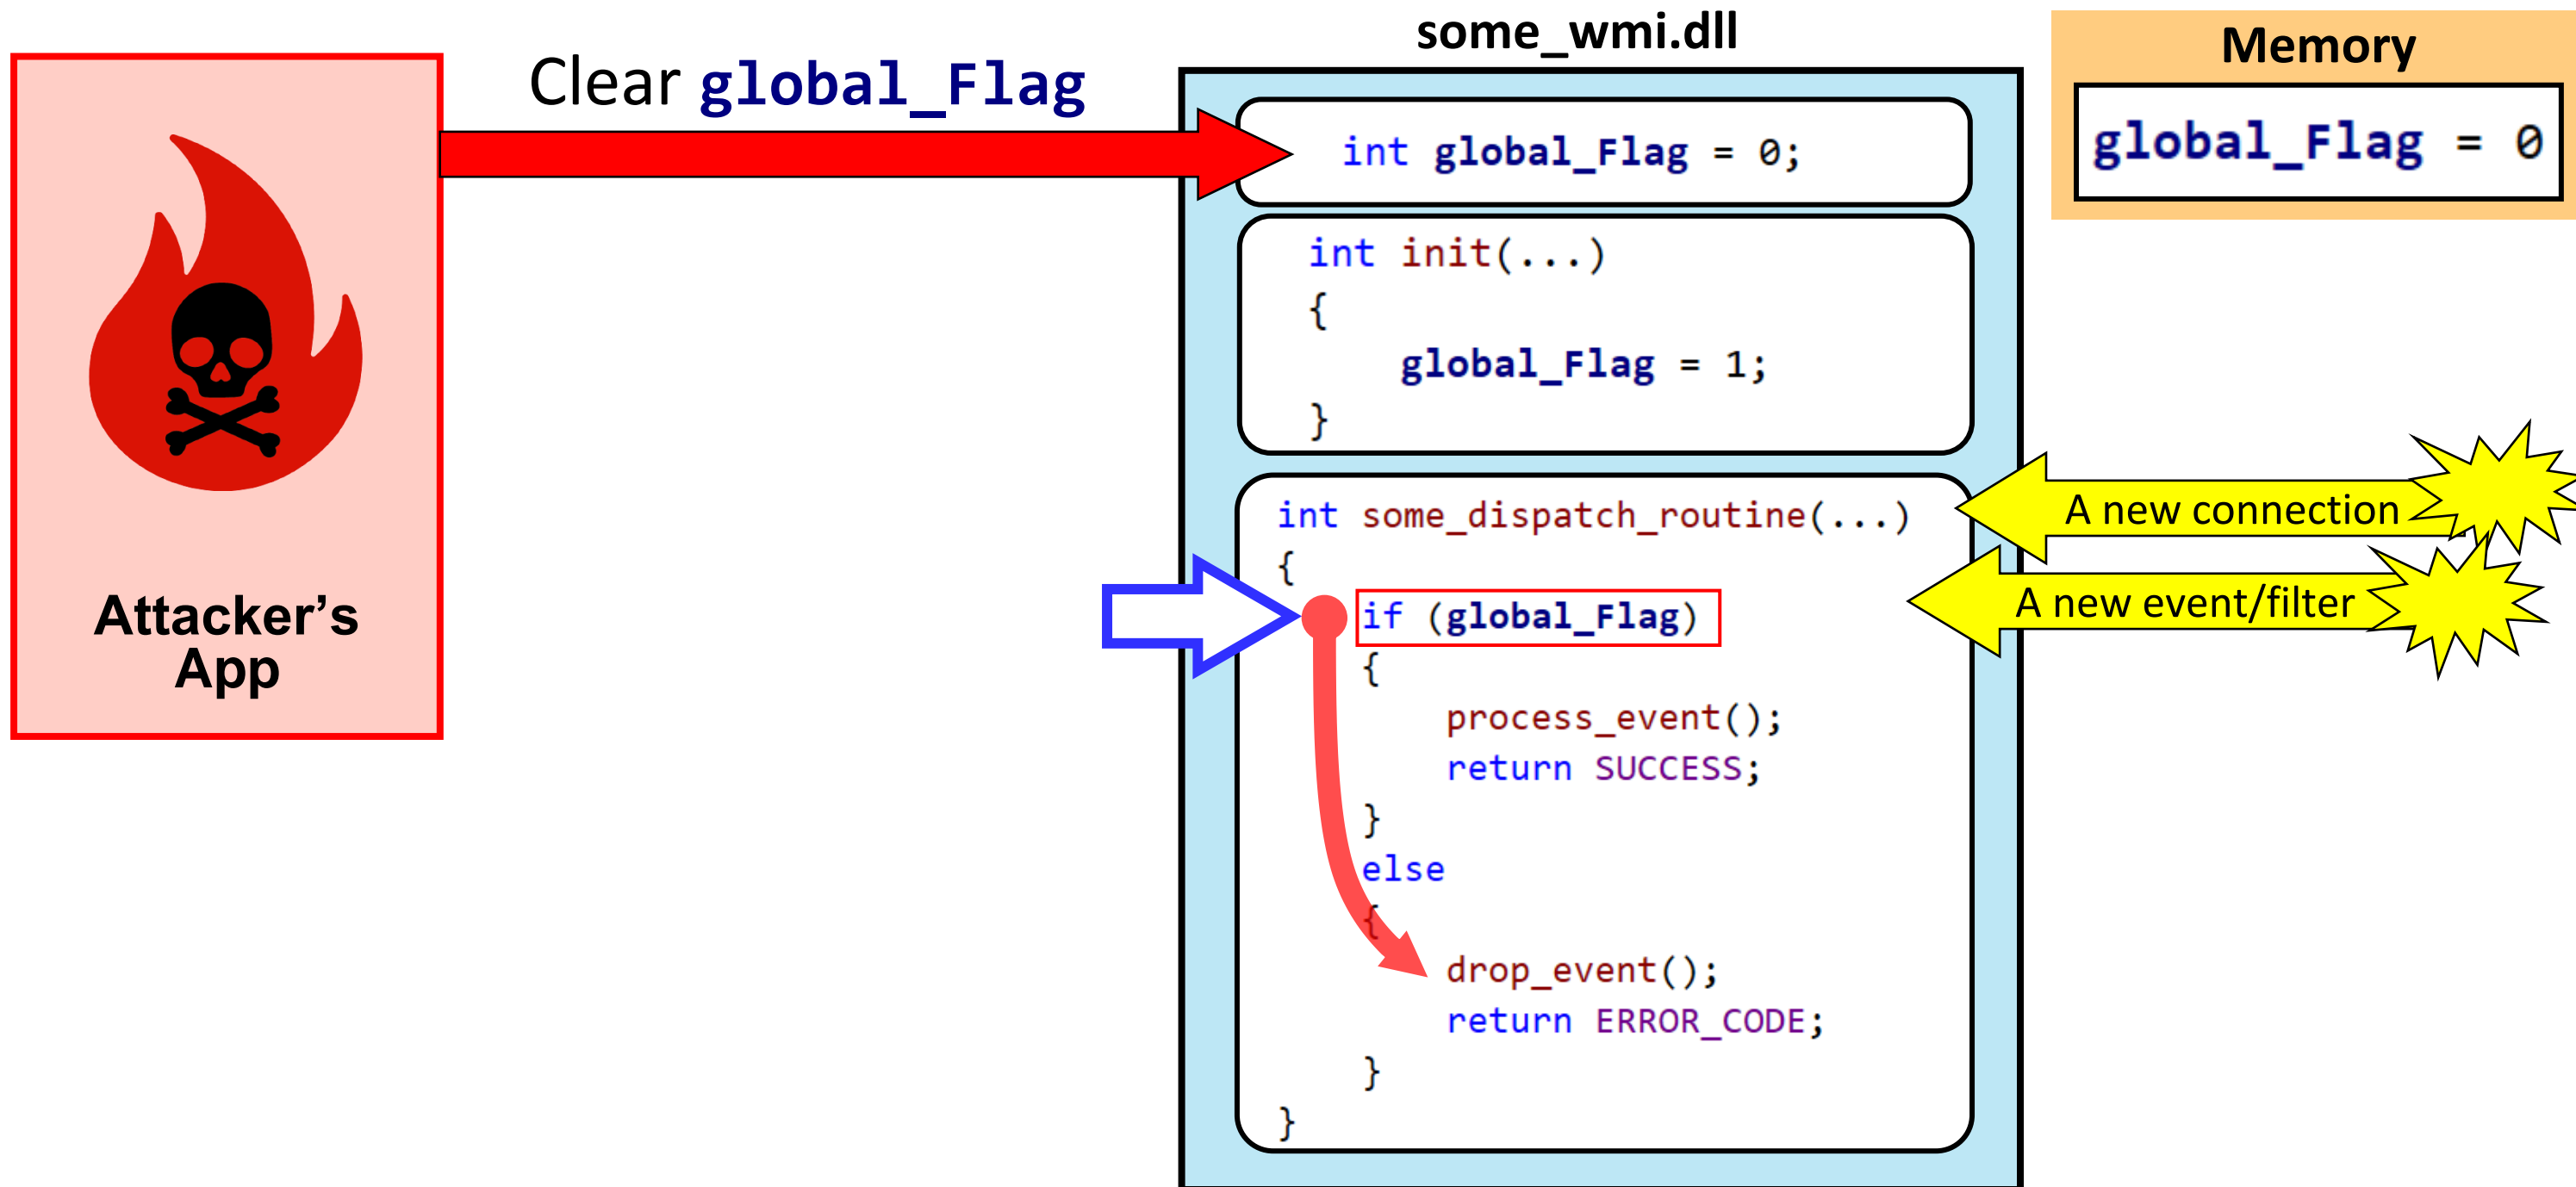 Attacker's
App
Clear global_Flag
some_wmi.dll
int global_Flag = 0;
int init(...)
{
global_Flag = 1;
}
int some_dispatch_routine(...)
{
if (global_Flag)
{
process_event();
return SUCCESS;
}
else
{
drop_event();
return ERROR_CODE;
}
}
Memory
global_Flag = 0
A new connection
A new event/filter